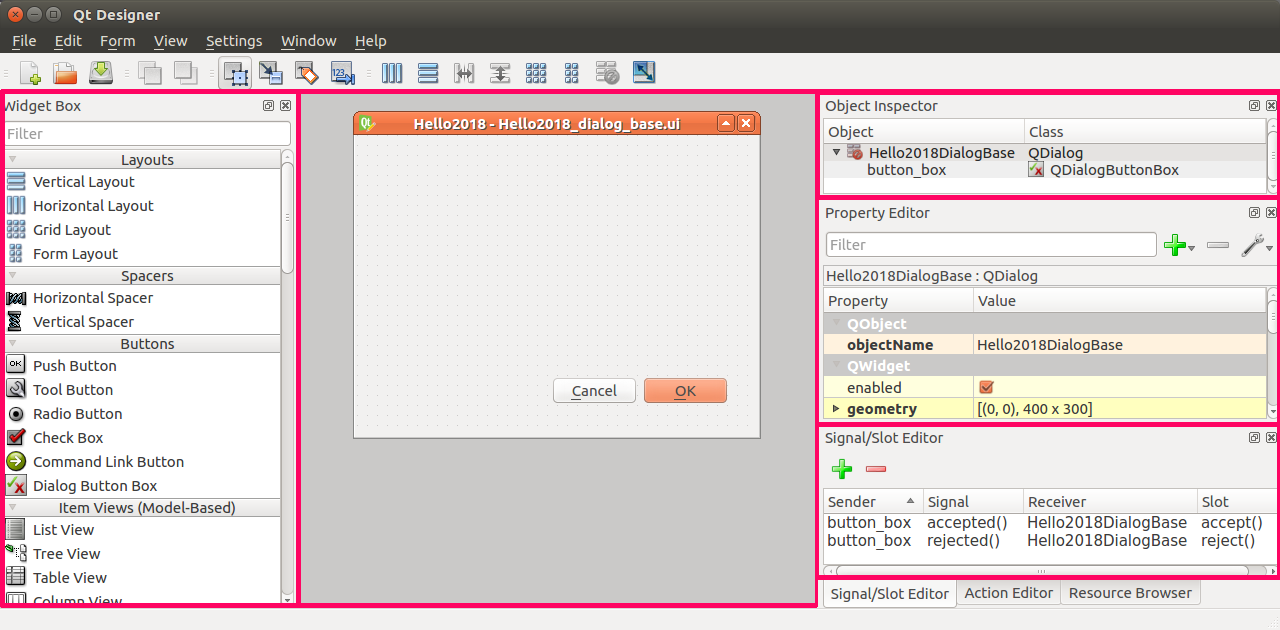 Qt Designer
File Edit Form View Settings Window Help
Widget Box
Filter
Layouts
Vertical Layout
Horizontal Layout
Grid Layout
Form Layout
Spacers
Horizontal Spacer
Vertical Spacer
Buttons
OK Push Button
Tool Button
Radio Button
Check Box
Command Link Button
Dialog Button Box
Item Views (Model-Based)
List View
Tree View
Table View
Column View
Qt Hello2018 - Hello2018_dialog_base.ui
Cancel OK
Object Inspector
Object Class
Hello2018DialogBase QDialog
button_box QDialogButtonBox
Property Editor
Filter
Hello2018DialogBase : QDialog
Property Value
QObject
objectName Hello2018DialogBase
QWidget
enabled
geometry [(0, 0), 400 x 300]
Signal/Slot Editor
Sender Signal Receiver Slot
button_box accepted() Hello2018DialogBase accept()
button_box rejected() Hello2018DialogBase reject()
Signal/Slot Editor Action Editor Resource Browser